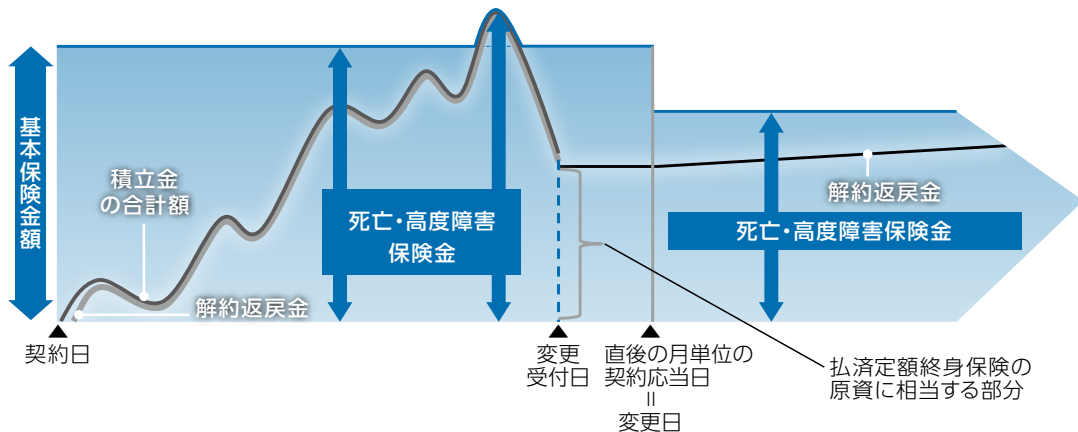 基本保険金額
積立金
の合計額
解約返戻金
死亡・高度障害
保険金
解約返戻金
死亡・高度障害保険金
契約日
変更
受付日
直後の月単位の
契約応当日
=
変更日
払済定額終身保険の
原資に相当する部分